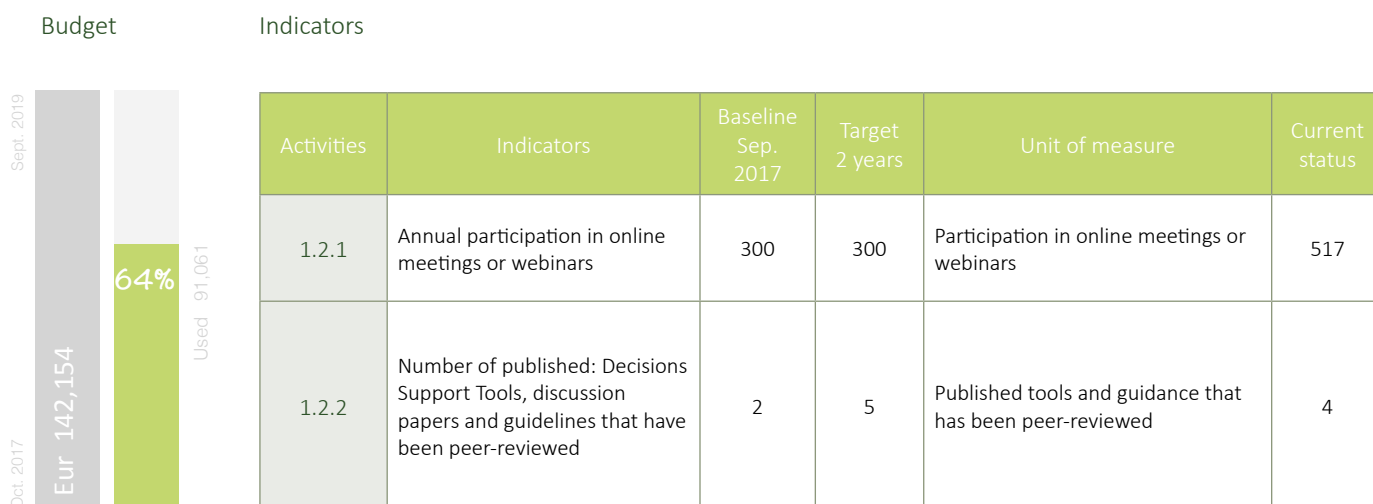 Budget
Indicators
Sept. 2019
Oct. 2017
Eur 142,154
64%
Used 91,061
Activities
Indicators
Baseline
Sep.
2017
Target
2 years
Unit of measure
Current
status
1.2.1
Annual participation in online
meetings or webinars
300
300
Participation in online meetings or
webinars
517
1.2.2
Number of published: Decisions
Support Tools, discussion
papers and guidelines that have
been peer-reviewed
2
5
Published tools and guidance that
has been peer-reviewed
4